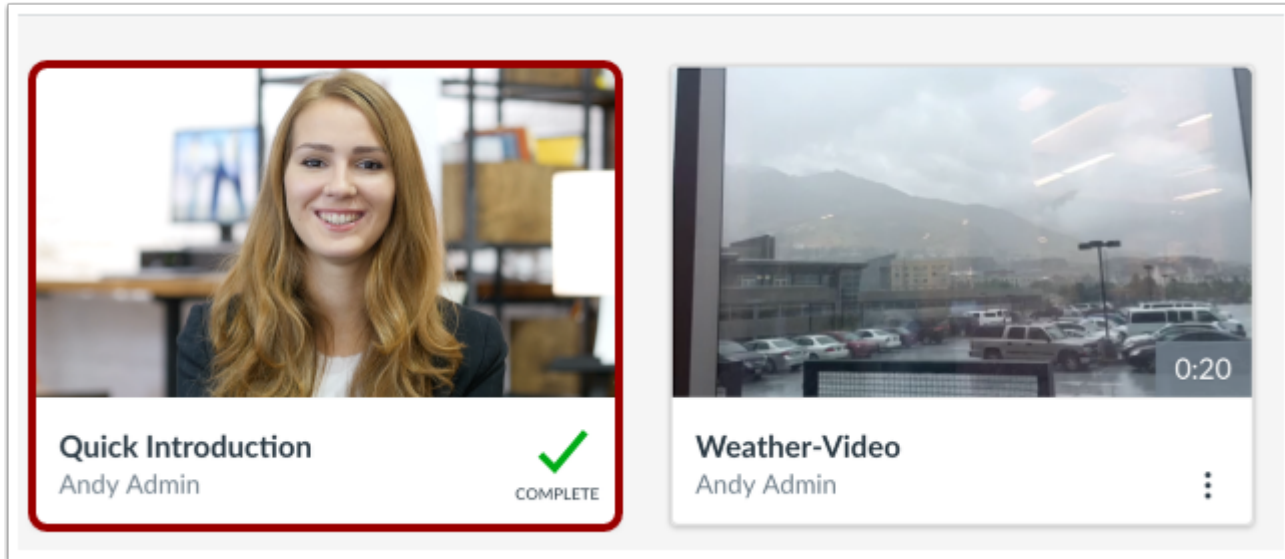 Quick Introduction
Andy Admin
COMPLETE
0:20
Weather-Video
Andy Admin